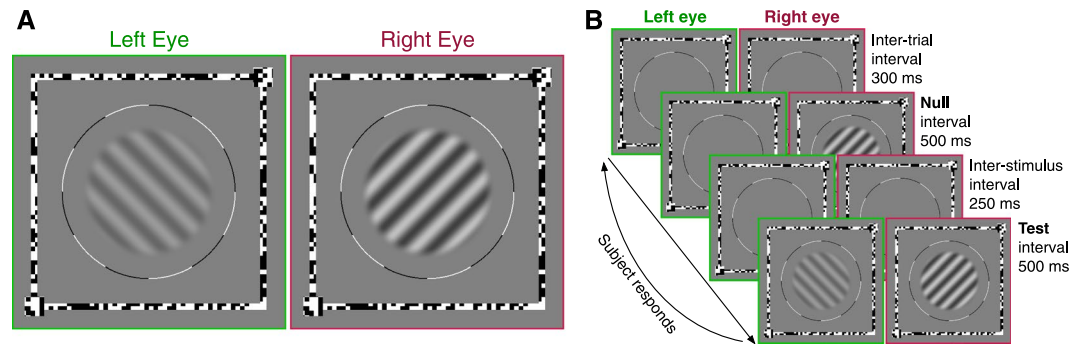 A
Left Eye
Right Eye
B
Left eye
Right eye
Inter-trial
interval
300 ms
Null
interval
500 ms
Inter-stimulus
interval
250 ms
Test
interval
500 ms
Subject responds